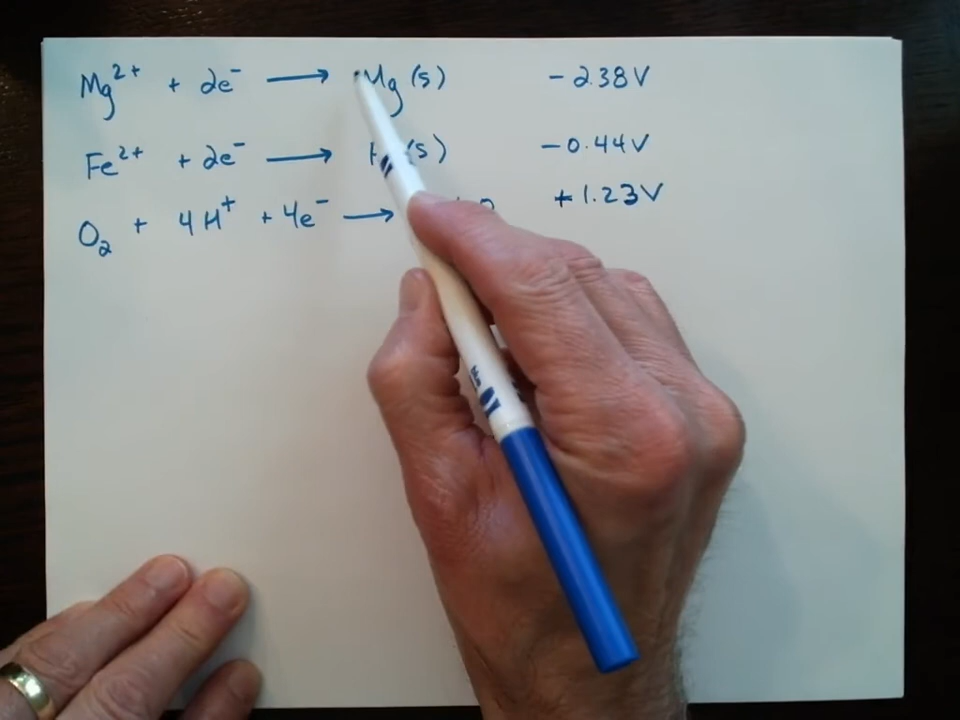 Mg²⁺ + 2e⁻ → Mg (s) -2.38V
Fe²⁺ + 2e⁻ → (s) -0.44V
O₂ + 4H⁺ + 4e⁻ → +1.23V